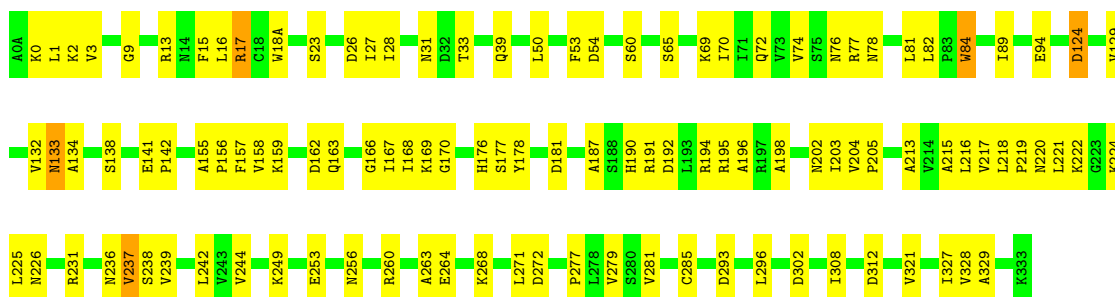 A0A K0 L1 K2 V3 G9 R13 N14 F15 L16 R17 C18 W18A S23 D26 I27 I28 N31 D32 T33 Q39 L50 F53 D54 S60 S65 K69 I70 I71 Q72 V73 V74 S75 N76 R77 N78 L81 L82 P83 W84 I89 E94 D124
V132 N133 A134 S138 E141 P142 A155 P156 F157 V158 K159 D162 Q163 G166 I167 I168 K169 G170 H176 S177 Y178 D181 A187 S188 H190 R191 D192 L193 R194 R195 A196 R197 A198 N202 I203 V204 P205 A213 V214 A215 L216 V217 L218 P219 N220 L221 K222 G223
L225 N226 R231 N236 V237 S238 V239 L242 V243 V244 K249 E253 N256 R260 A263 E264 K268 L271 D272 P277 L278 V279 S280 V281 C285 D293 L296 D302 I308 D312 V321 I327 V328 A329 K333